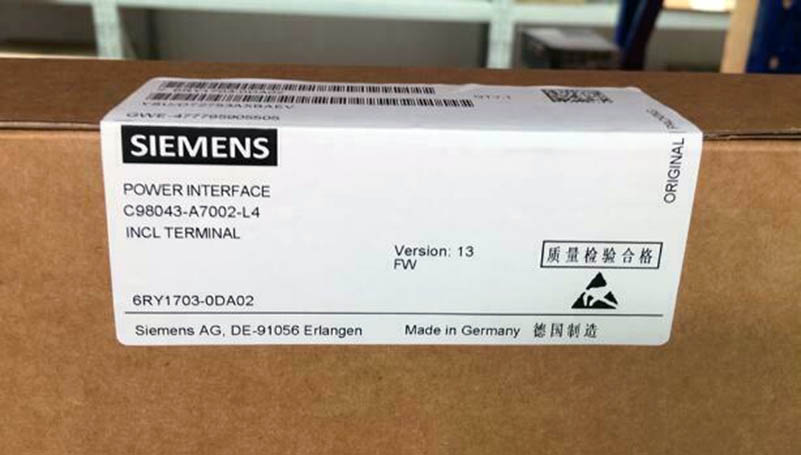 GWE-477795905505
SIEMENS
POWER INTERFACE
C98043-A7002-L4
INCL TERMINAL
Version: 13
FW
质量检验合格
6RY1703-0DA02
Siemens AG, DE-91056 Erlangen
Made in Germany 德国制造
ORIGINAL